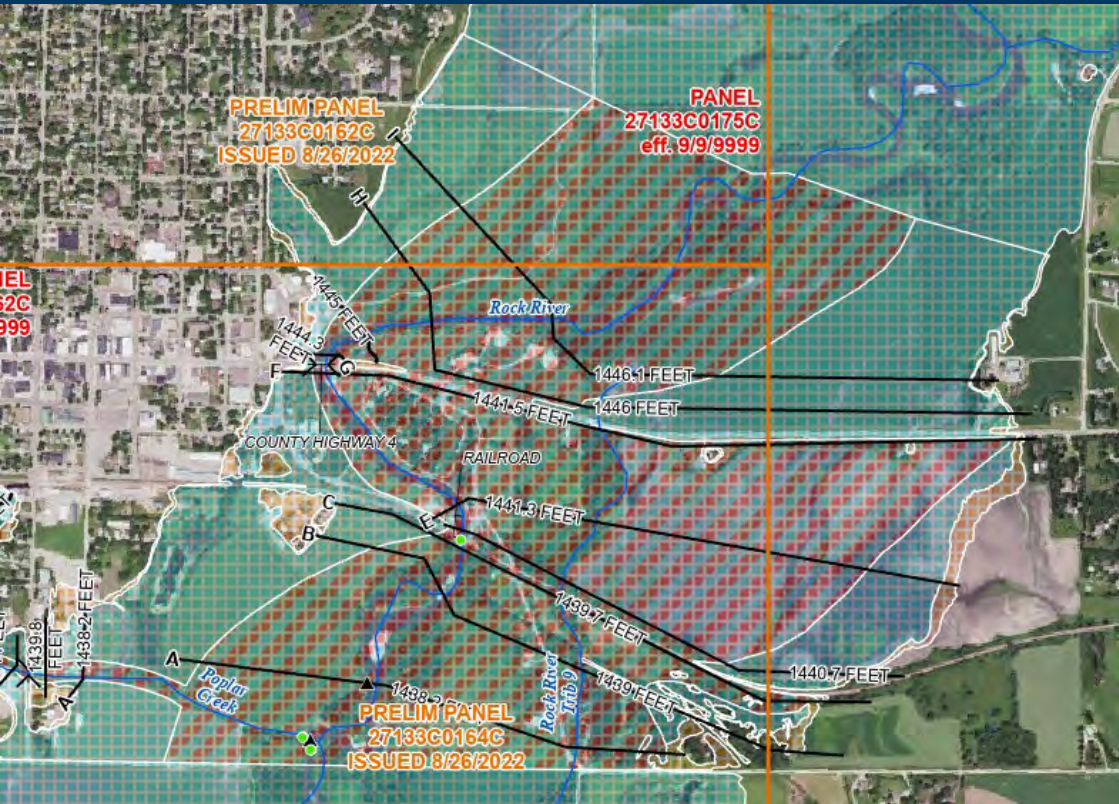 PRELIM PANEL
27133C0162C
ISSUED 8/26/2022
PANEL
27133C0175C
eff. 9/9/9999
I
H
1445 FEET
Rock River
1444.3
FEET
G
F
1446.1 FEET
1446 FEET
1441.5 FEET
COUNTY HIGHWAY 4
RAILROAD
C
E
1441.3 FEET
B
1439.7 FEET
1439.8
FEET
1438.2 FEET
A
A
Poplar
Creek
1438.2
Rock River
Trib 9
1439 FEET
1440.7 FEET
PRELIM PANEL
27133C0164C
ISSUED 8/26/2022